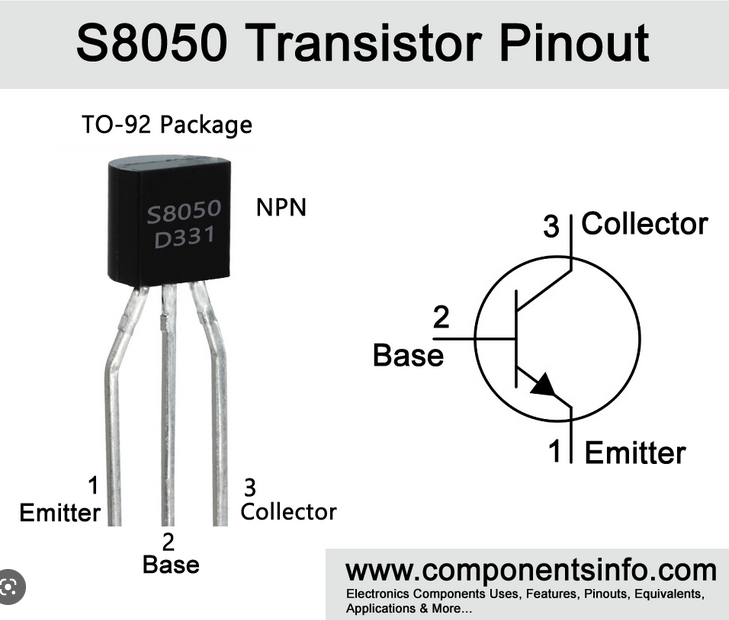 S8050 Transistor Pinout
TO-92 Package
S8050
D331
NPN
1
Emitter
2
Base
3
Collector
3 Collector
2
Base
1 Emitter
www.componentsinfo.com
Electronics Components Uses, Features, Pinouts, Equivalents,
Applications & More...